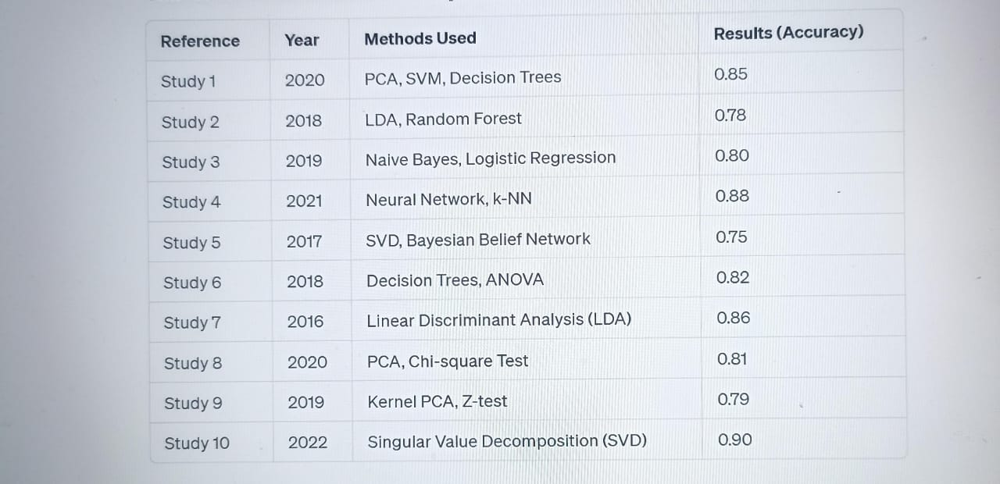 Reference Year Methods Used Results (Accuracy)
Study 1 2020 PCA, SVM, Decision Trees 0.85
Study 2 2018 LDA, Random Forest 0.78
Study 3 2019 Naive Bayes, Logistic Regression 0.80
Study 4 2021 Neural Network, k-NN 0.88
Study 5 2017 SVD, Bayesian Belief Network 0.75
Study 6 2018 Decision Trees, ANOVA 0.82
Study 7 2016 Linear Discriminant Analysis (LDA) 0.86
Study 8 2020 PCA, Chi-square Test 0.81
Study 9 2019 Kernel PCA, Z-test 0.79
Study 10 2022 Singular Value Decomposition (SVD) 0.90